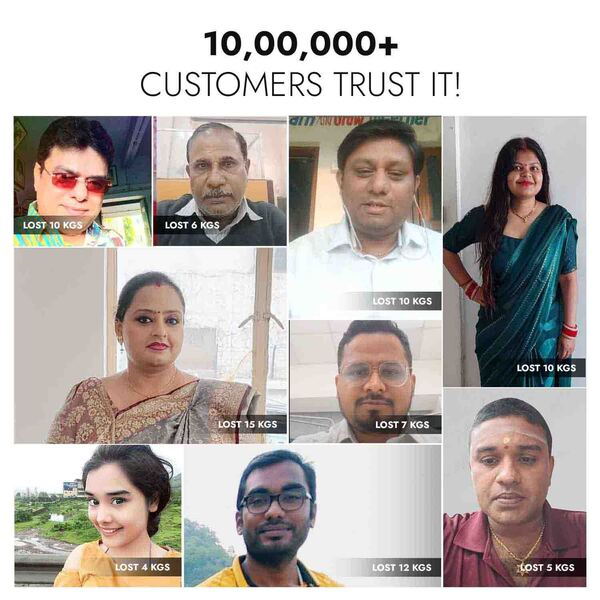 10,00,000+
CUSTOMERS TRUST IT!
LOST 10 KGS
LOST 6 KGS
LOST 10 KGS
LOST 10 KGS
LOST 15 KGS
LOST 7 KGS
LOST 4 KGS
LOST 12 KGS
LOST 5 KGS